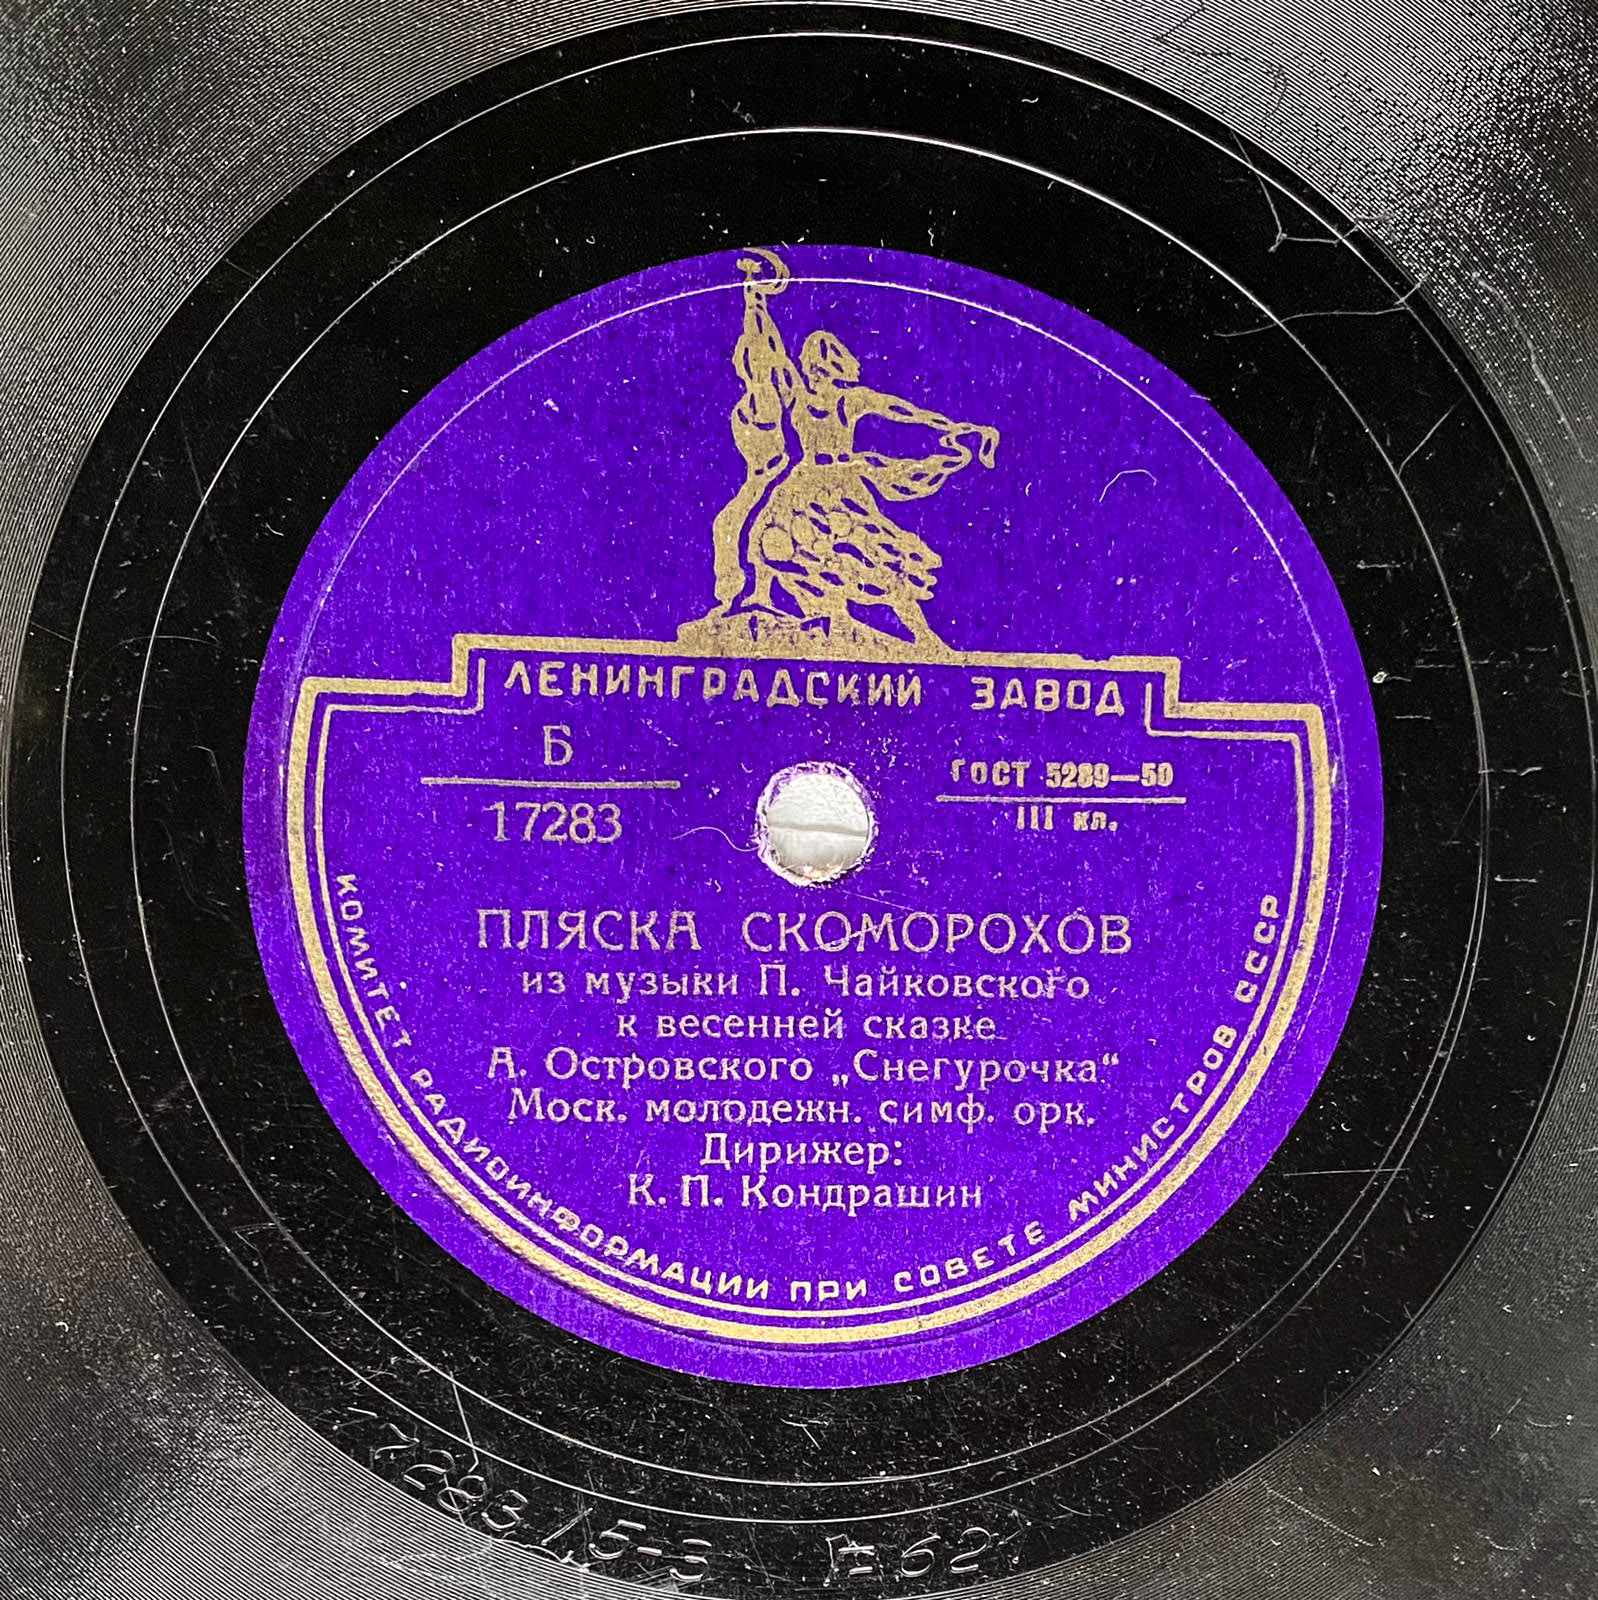 ЛЕНИНГРАДСКИЙ ЗАВОД
Б
17283
ГОСТ 5289—50
III кл.
ПЛЯСКА СКОМОРОХОВ
из музыки П. Чайковского
к весенней сказке
А. Островского „Снегурочка“
Моск. молодежн. симф. орк.
Дирижер:
К. П. Кондрашин
КОМИТЕТ РАДИОИНФОРМАЦИИ ПРИ СОВЕТЕ МИНИСТРОВ СССР
17283